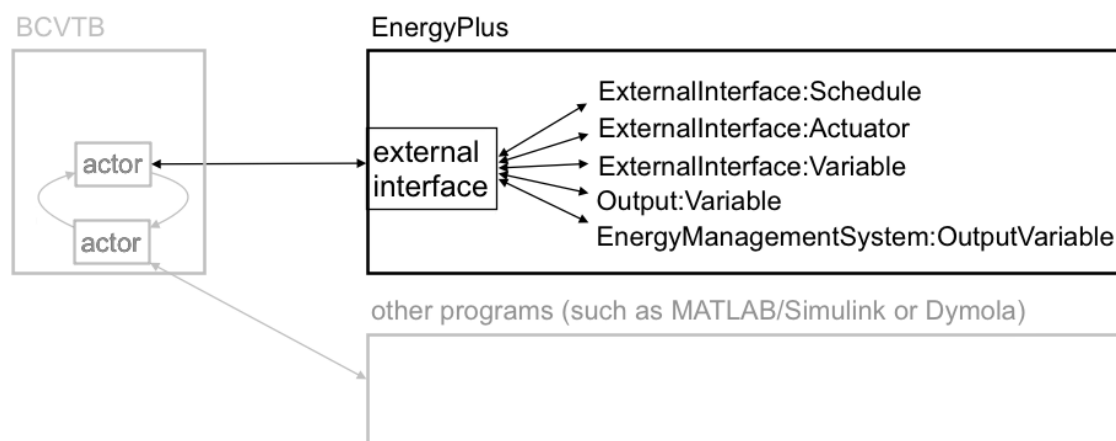 BCVTB
EnergyPlus
actor
actor
external
interface
ExternalInterface:Schedule
ExternalInterface:Actuator
ExternalInterface:Variable
Output:Variable
EnergyManagementSystem:OutputVariable
other programs (such as MATLAB/Simulink or Dymola)